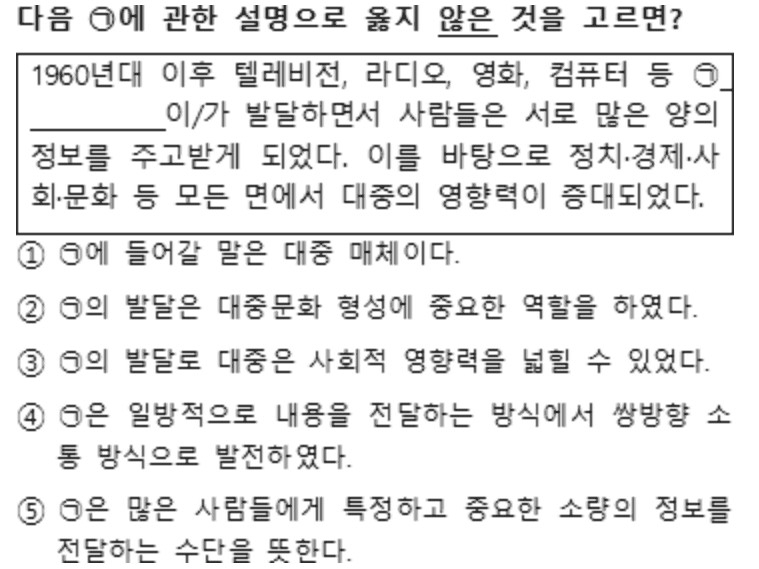 다음 ㉠에 관한 설명으로 옳지 않은 것을 고르면?
1960년대 이후 텔레비전, 라디오, 영화, 컴퓨터 등 ㉠_
__________이/가 발달하면서 사람들은 서로 많은 양의
정보를 주고받게 되었다. 이를 바탕으로 정치·경제·사
회·문화 등 모든 면에서 대중의 영향력이 증대되었다.
① ㉠에 들어갈 말은 대중 매체이다.
② ㉠의 발달은 대중문화 형성에 중요한 역할을 하였다.
③ ㉠의 발달로 대중은 사회적 영향력을 넓힐 수 있었다.
④ ㉠은 일방적으로 내용을 전달하는 방식에서 쌍방향 소
통 방식으로 발전하였다.
⑤ ㉠은 많은 사람들에게 특정하고 중요한 소량의 정보를
전달하는 수단을 뜻한다.